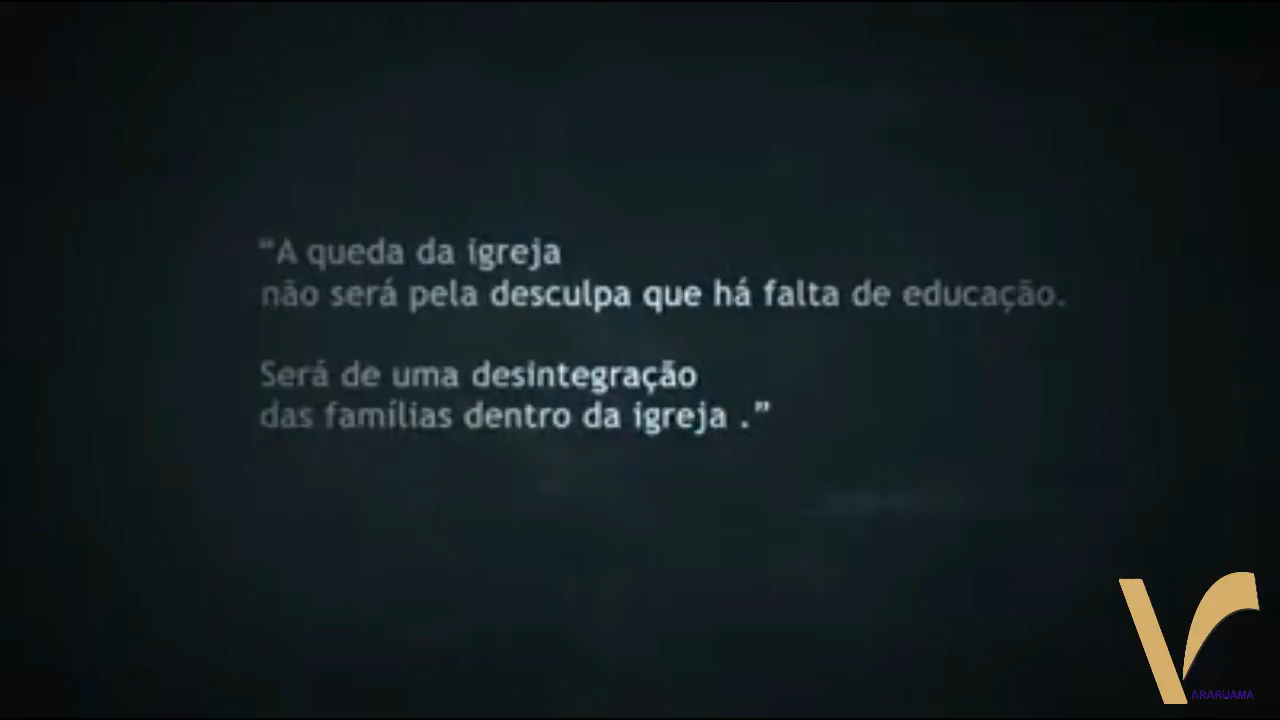 “A queda da igreja
não será pela desculpa que há falta de educação.
Será de uma desintegração
das famílias dentro da igreja .”
ARARUAMA